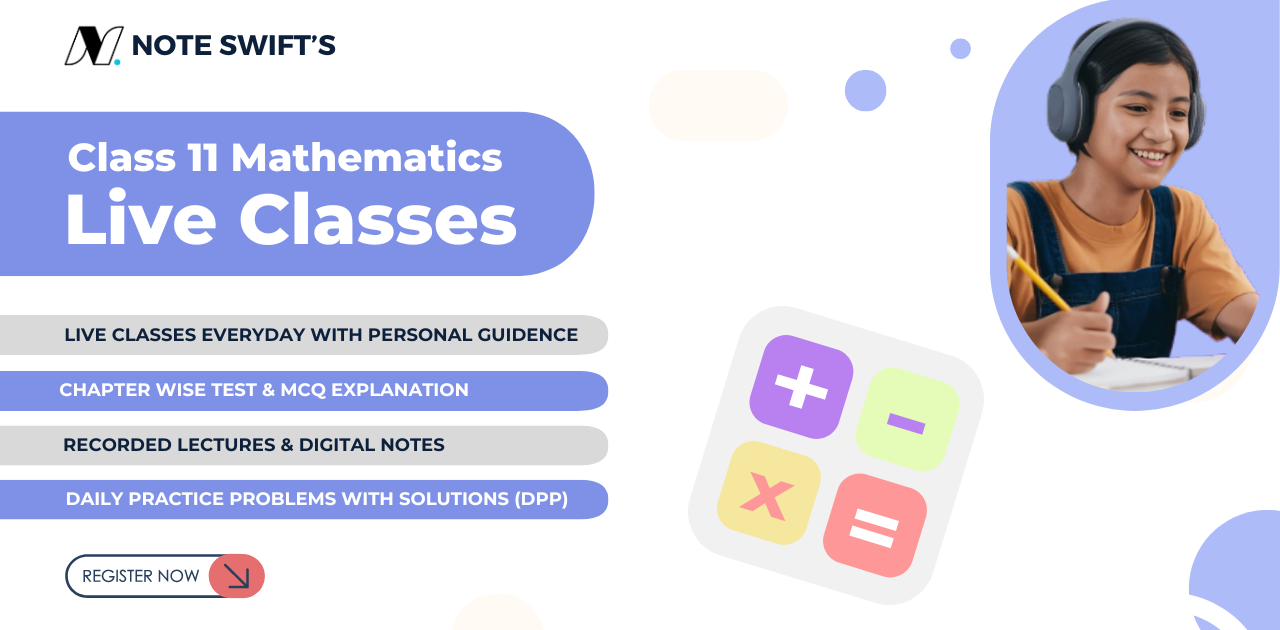 N.
NOTE SWIFT’S
Class 11 Mathematics
Live Classes
LIVE CLASSES EVERYDAY WITH PERSONAL GUIDENCE
CHAPTER WISE TEST & MCQ EXPLANATION
RECORDED LECTURES & DIGITAL NOTES
DAILY PRACTICE PROBLEMS WITH SOLUTIONS (DPP)
REGISTER NOW
+ -
x =